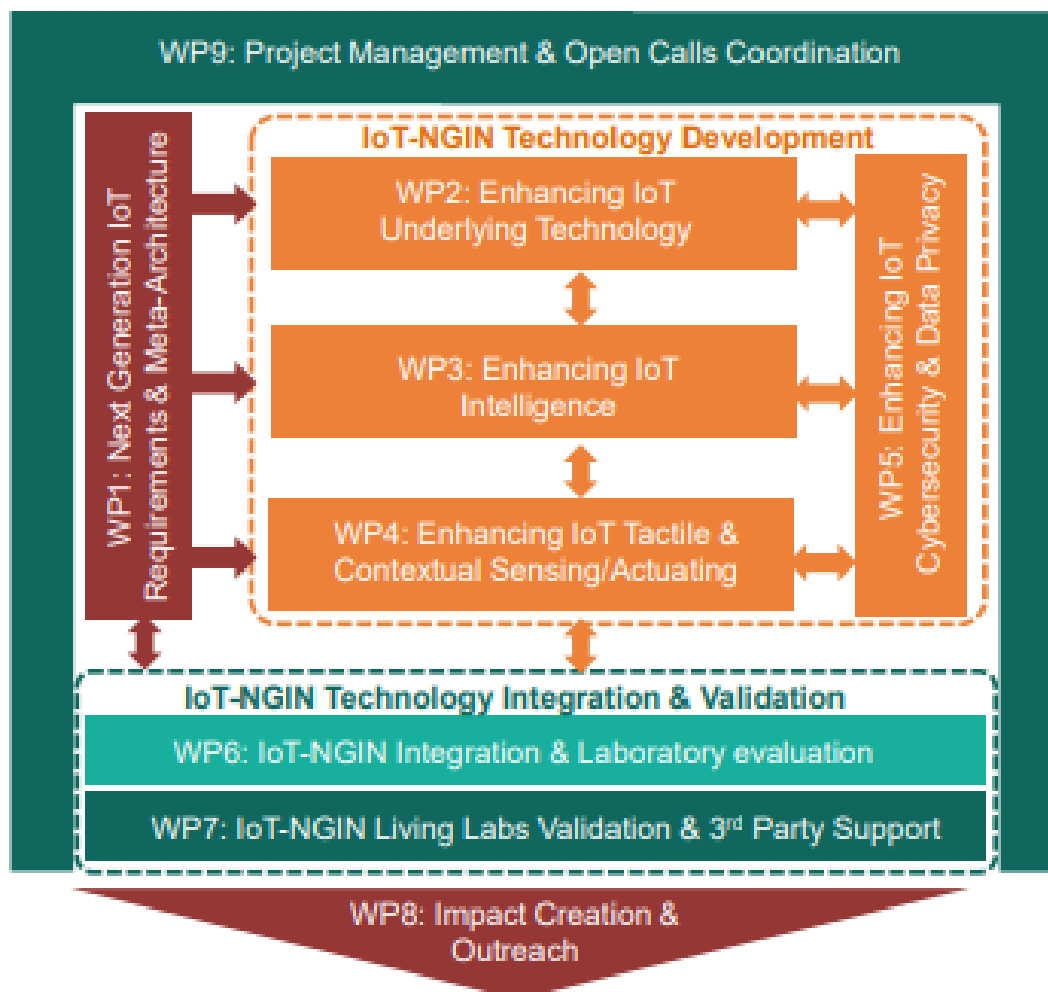 WP9: Project Management & Open Calls Coordination
WP1: Next Generation IoT
Requirements & Meta-Architecture
IoT-NGIN Technology Development
WP2: Enhancing IoT
Underlying Technology
WP3: Enhancing IoT
Intelligence
WP4: Enhancing IoT Tactile &
Contextual Sensing/Actuating
WP5: Enhancing IoT
Cybersecurity & Data Privacy
IoT-NGIN Technology Integration & Validation
WP6: IoT-NGIN Integration & Laboratory evaluation
WP7: IoT-NGIN Living Labs Validation & 3rd Party Support
WP8: Impact Creation &
Outreach